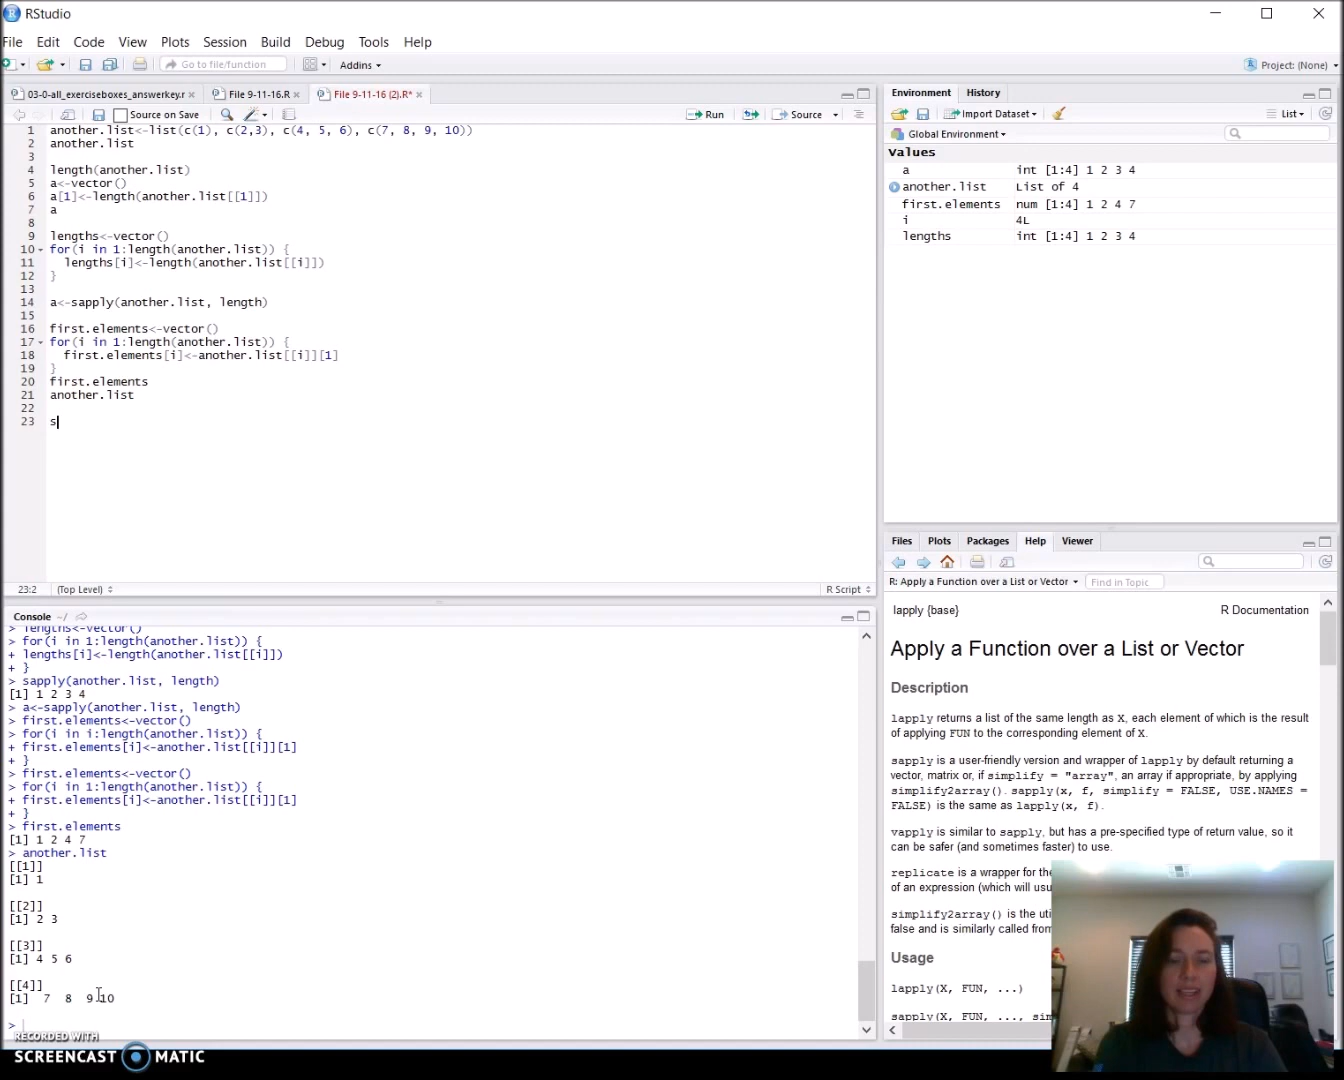 RStudio
File Edit Code View Plots Session Build Debug Tools Help
Go to file/function Addins Project: (None)
03-0-all_exerciseboxes_answerkey.r File 9-11-16.R File 9-11-16 (2).R*
Source on Save Run Source
1 another.list<-list(c(1), c(2,3), c(4, 5, 6), c(7, 8, 9, 10))
2 another.list
3
4 length(another.list)
5 a<-vector()
6 a[1]<-length(another.list[[1]])
7 a
8
9 lengths<-vector()
10 for(i in 1:length(another.list)) {
11 lengths[i]<-length(another.list[[i]])
12 }
13
14 a<-sapply(another.list, length)
15
16 first.elements<-vector()
17 for(i in 1:length(another.list)) {
18 first.elements[i]<-another.list[[i]][1]
19 }
20 first.elements
21 another.list
22
23 s
23:2 (Top Level) R Script
Console ~/
> lengths<-vector()
> for(i in 1:length(another.list)) {
+ lengths[i]<-length(another.list[[i]])
+ }
> sapply(another.list, length)
[1] 1 2 3 4
> a<-sapply(another.list, length)
> first.elements<-vector()
> for(i in i:length(another.list)) {
+ first.elements[i]<-another.list[[i]][1]
+ }
> first.elements<-vector()
> for(i in 1:length(another.list)) {
+ first.elements[i]<-another.list[[i]][1]
+ }
> first.elements
[1] 1 2 4 7
> another.list
[[1]]
[1] 1
[[2]]
[1] 2 3
[[3]]
[1] 4 5 6
[[4]]
[1] 7 8 9 10
>
RECORDED WITH
SCREENCAST MATIC
Environment History
Import Dataset List
Global Environment
Values
a int [1:4] 1 2 3 4
another.list List of 4
first.elements num [1:4] 1 2 4 7
i 4L
lengths int [1:4] 1 2 3 4
Files Plots Packages Help Viewer
R: Apply a Function over a List or Vector Find in Topic
lapply {base} R Documentation
Apply a Function over a List or Vector
Description
lapply returns a list of the same length as X, each element of which is the result
of applying FUN to the corresponding element of X.
sapply is a user-friendly version and wrapper of lapply by default returning a
vector, matrix or, if simplify = "array", an array if appropriate, by applying
simplify2array(). sapply(x, f, simplify = FALSE, USE.NAMES =
FALSE) is the same as lapply(x, f).
vapply is similar to sapply, but has a pre-specified type of return value, so it
can be safer (and sometimes faster) to use.
replicate is a wrapper for the
of an expression (which will usu
simplify2array() is the uti
false and is similarly called from
Usage
lapply(X, FUN, ...)
sapply(X, FUN, ..., sim